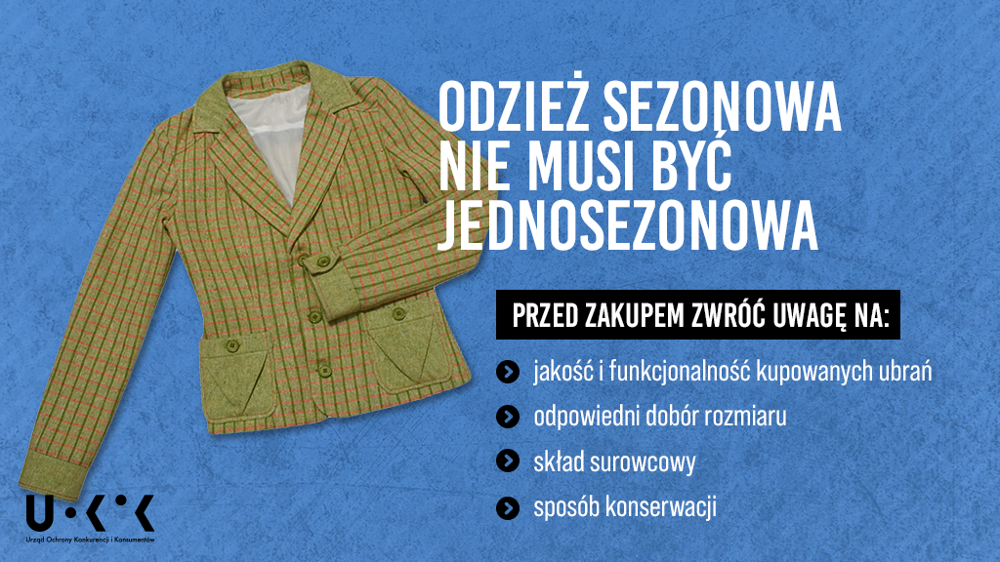 ODZIEŻ SEZONOWA
NIE MUSI BYĆ
JEDNOSEZONOWA
PRZED ZAKUPEM ZWRÓĆ UWAGĘ NA:
jakość i funkcjonalność kupowanych ubrań
odpowiedni dobór rozmiaru
skład surowcowy
sposób konserwacji
UOKiK
Urząd Ochrony Konkurencji i Konsumentów